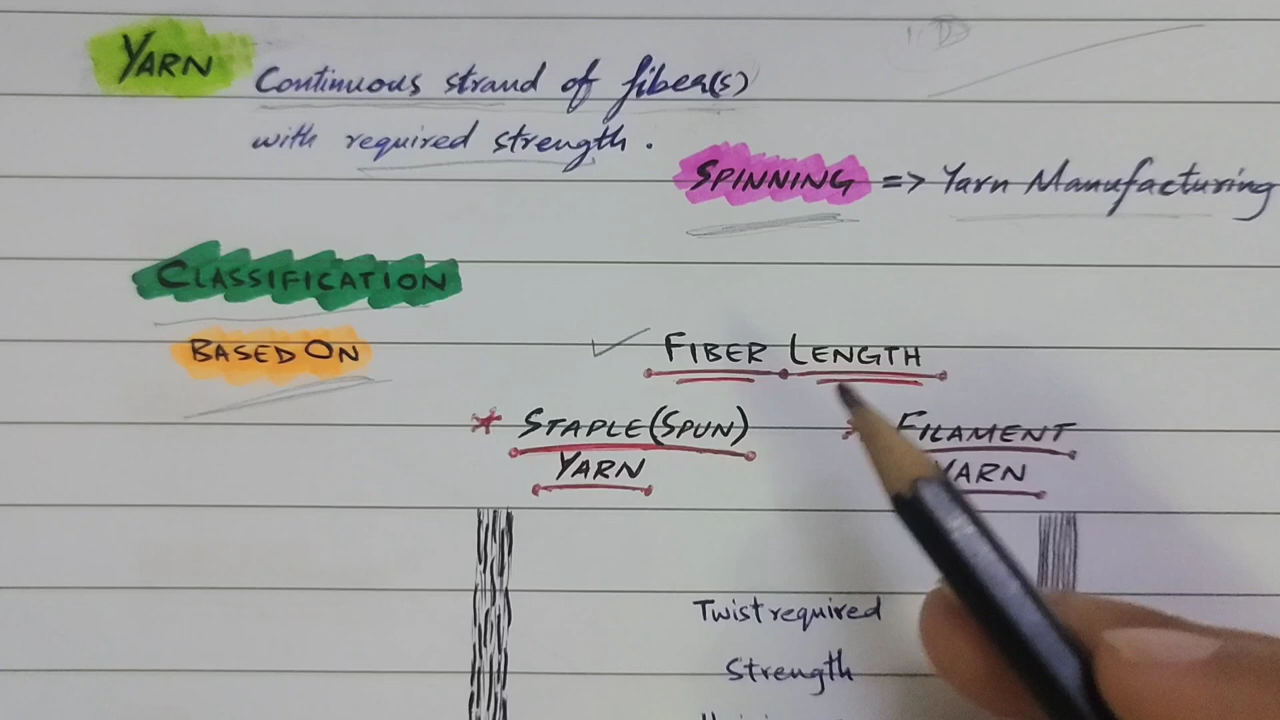 YARN Continuous strand of fiber(s)
with required strength.
SPINNING => Yarn Manufacturing
CLASSIFICATION
BASED ON FIBER LENGTH
* STAPLE(SPUN) * FILAMENT
YARN YARN
Twist required
Strength